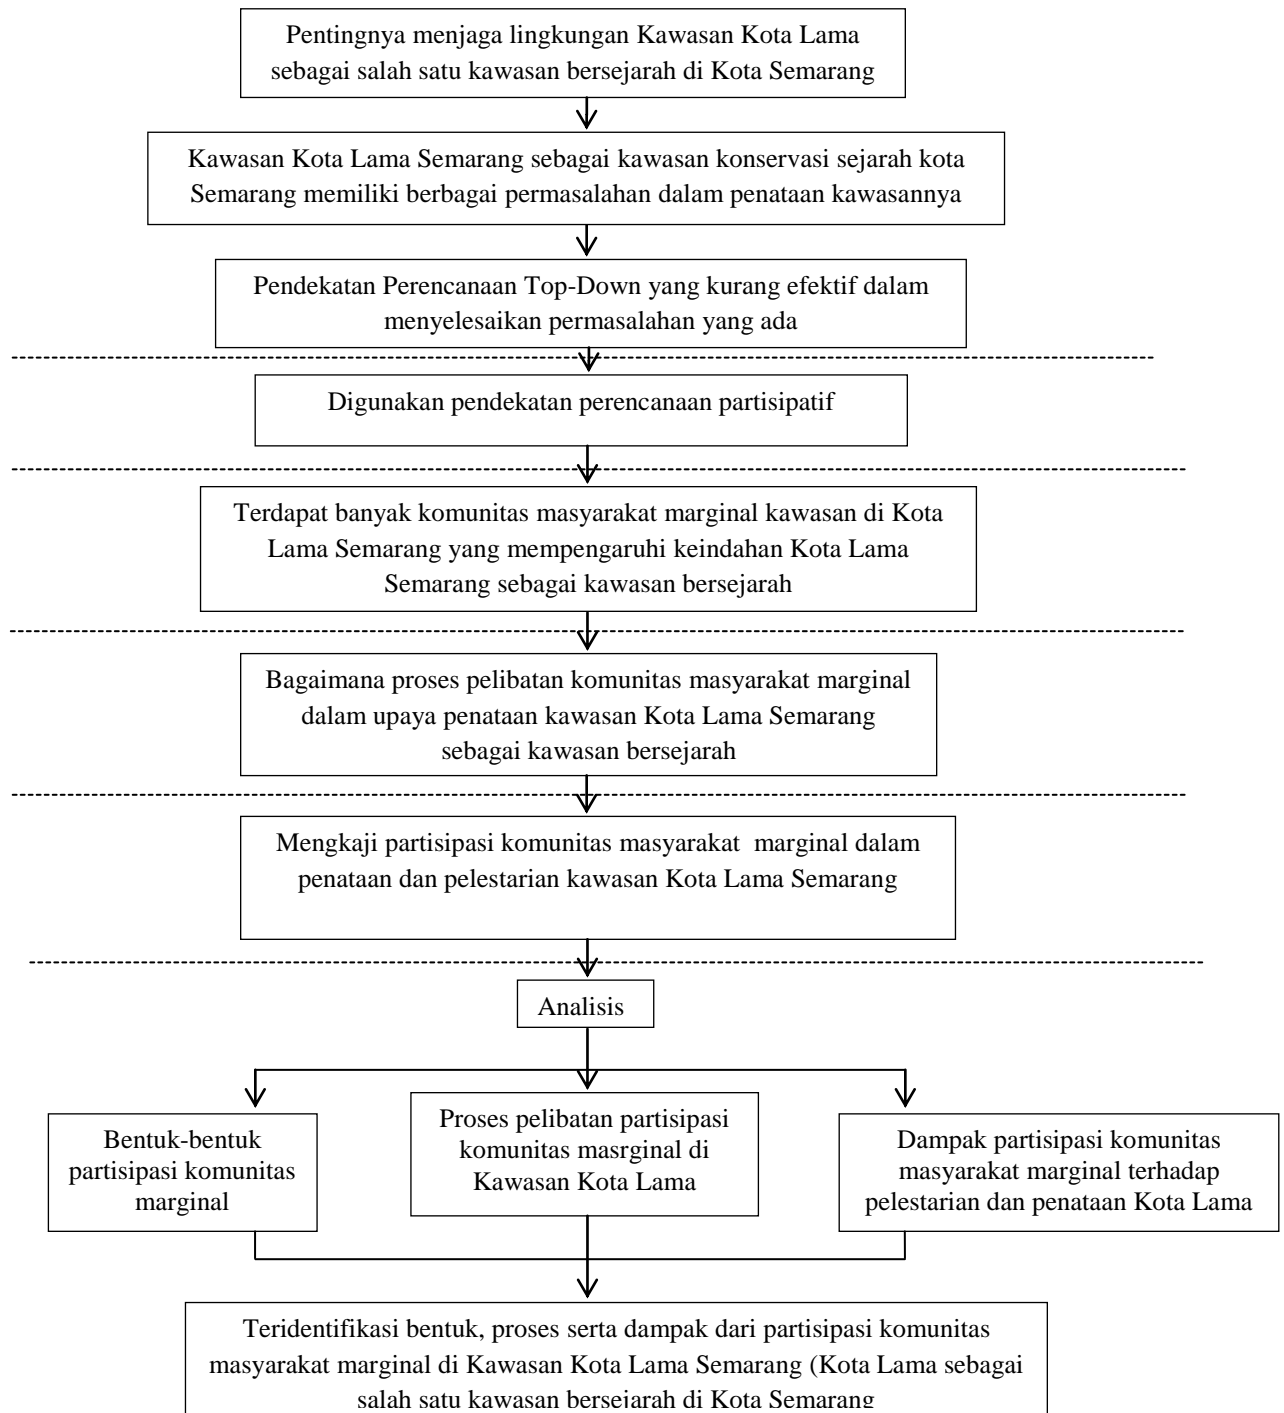 Pentingnya menjaga lingkungan Kawasan Kota Lama
sebagai salah satu kawasan bersejarah di Kota Semarang
Kawasan Kota Lama Semarang sebagai kawasan konservasi sejarah kota
Semarang memiliki berbagai permasalahan dalam penataan kawasannya
Pendekatan Perencanaan Top-Down yang kurang efektif dalam
menyelesaikan permasalahan yang ada
Digunakan pendekatan perencanaan partisipatif
Terdapat banyak komunitas masyarakat marginal kawasan di Kota
Lama Semarang yang mempengaruhi keindahan Kota Lama
Semarang sebagai kawasan bersejarah
Bagaimana proses pelibatan komunitas masyarakat marginal
dalam upaya penataan kawasan Kota Lama Semarang
sebagai kawasan bersejarah
Mengkaji partisipasi komunitas masyarakat marginal dalam
penataan dan pelestarian kawasan Kota Lama Semarang
Analisis
Bentuk-bentuk
partisipasi komunitas
marginal
Proses pelibatan partisipasi
komunitas masrginal di
Kawasan Kota Lama
Dampak partisipasi komunitas
masyarakat marginal terhadap
pelestarian dan penataan Kota Lama
Teridentifikasi bentuk, proses serta dampak dari partisipasi komunitas
masyarakat marginal di Kawasan Kota Lama Semarang (Kota Lama sebagai
salah satu kawasan bersejarah di Kota Semarang